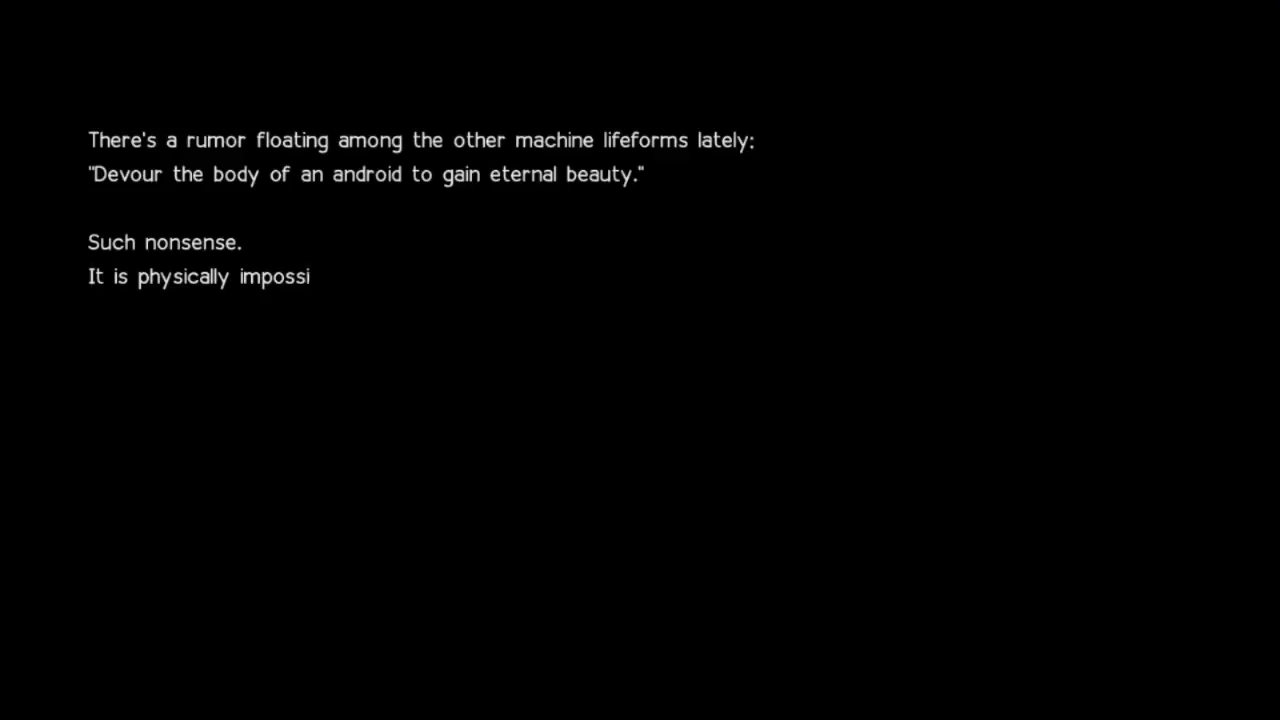 There's a rumor floating among the other machine lifeforms lately:
"Devour the body of an android to gain eternal beauty."
Such nonsense.
It is physically impossi